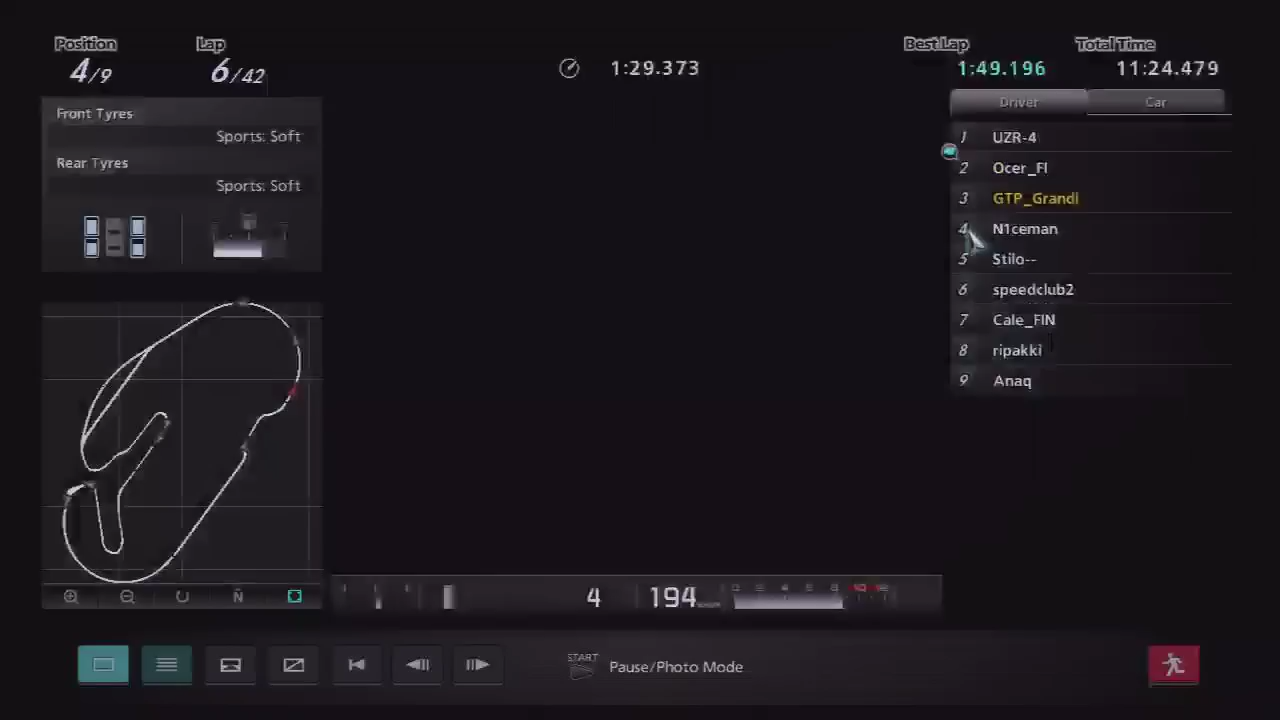 Position
Lap
Best Lap
Total Time
4/9
6/42
1:29.373
1:49.196
11:24.479
Driver
Car
Front Tyres
Sports: Soft
Rear Tyres
Sports: Soft
1 UZR-4
2 Ocer_FI
3 GTP_Grandl
4 N1ceman
5 Stilo--
6 speedclub2
7 Cale_FIN
8 ripakki
9 Anaq
N
4
194
START
Pause/Photo Mode